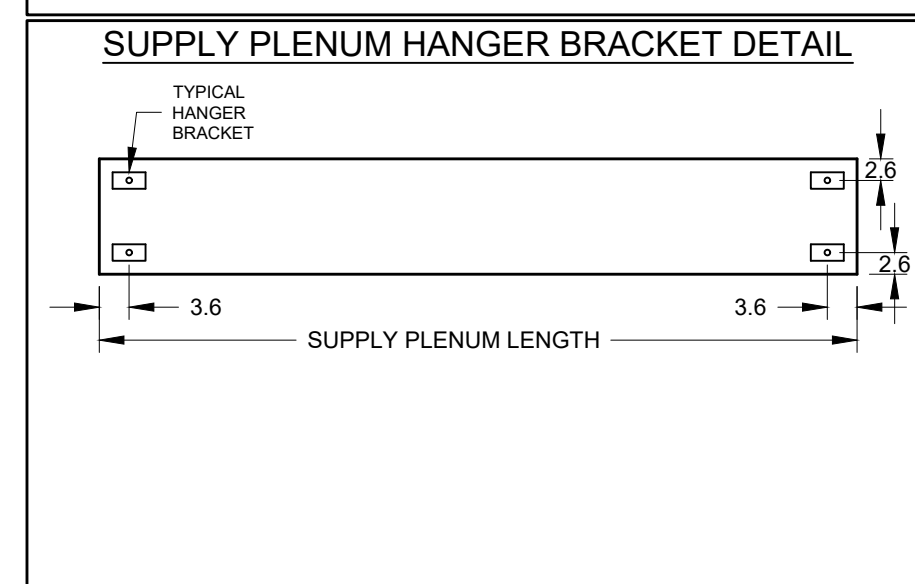 SUPPLY PLENUM HANGER BRACKET DETAIL
TYPICAL
HANGER
BRACKET
2.6
2.6
3.6
3.6
SUPPLY PLENUM LENGTH